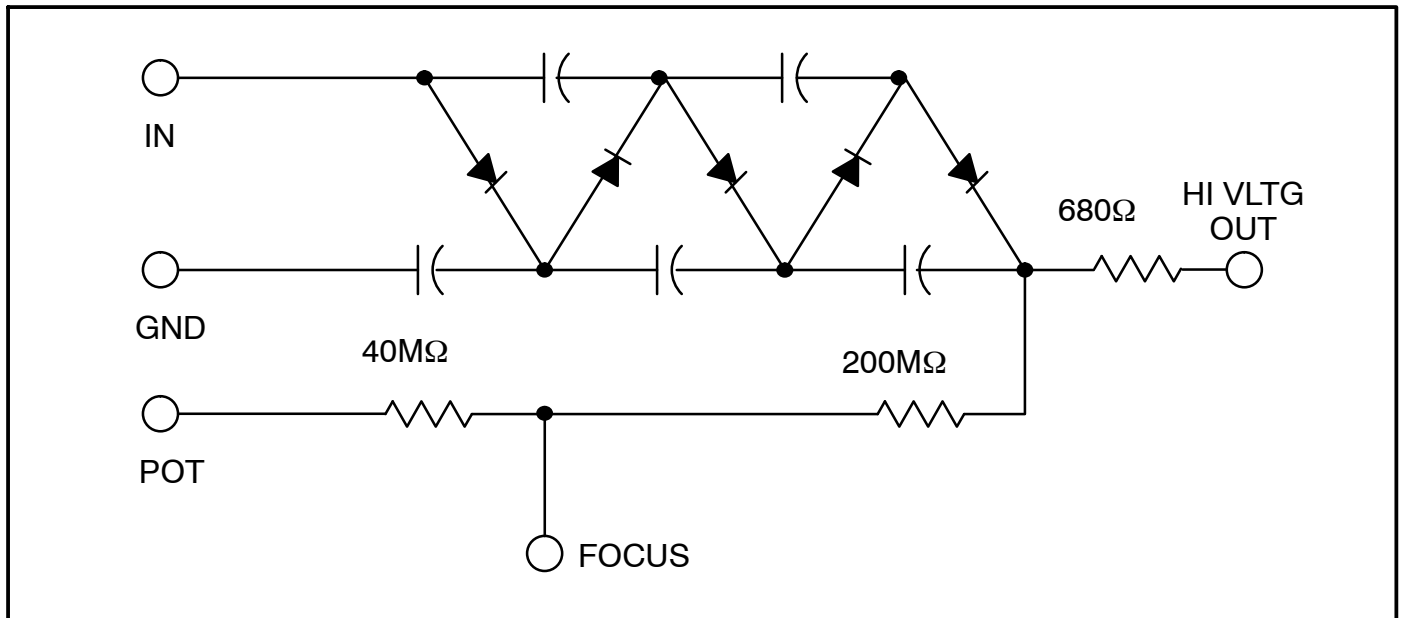 IN
HI VLTG
OUT
680Ω
GND
40MΩ
200MΩ
POT
FOCUS